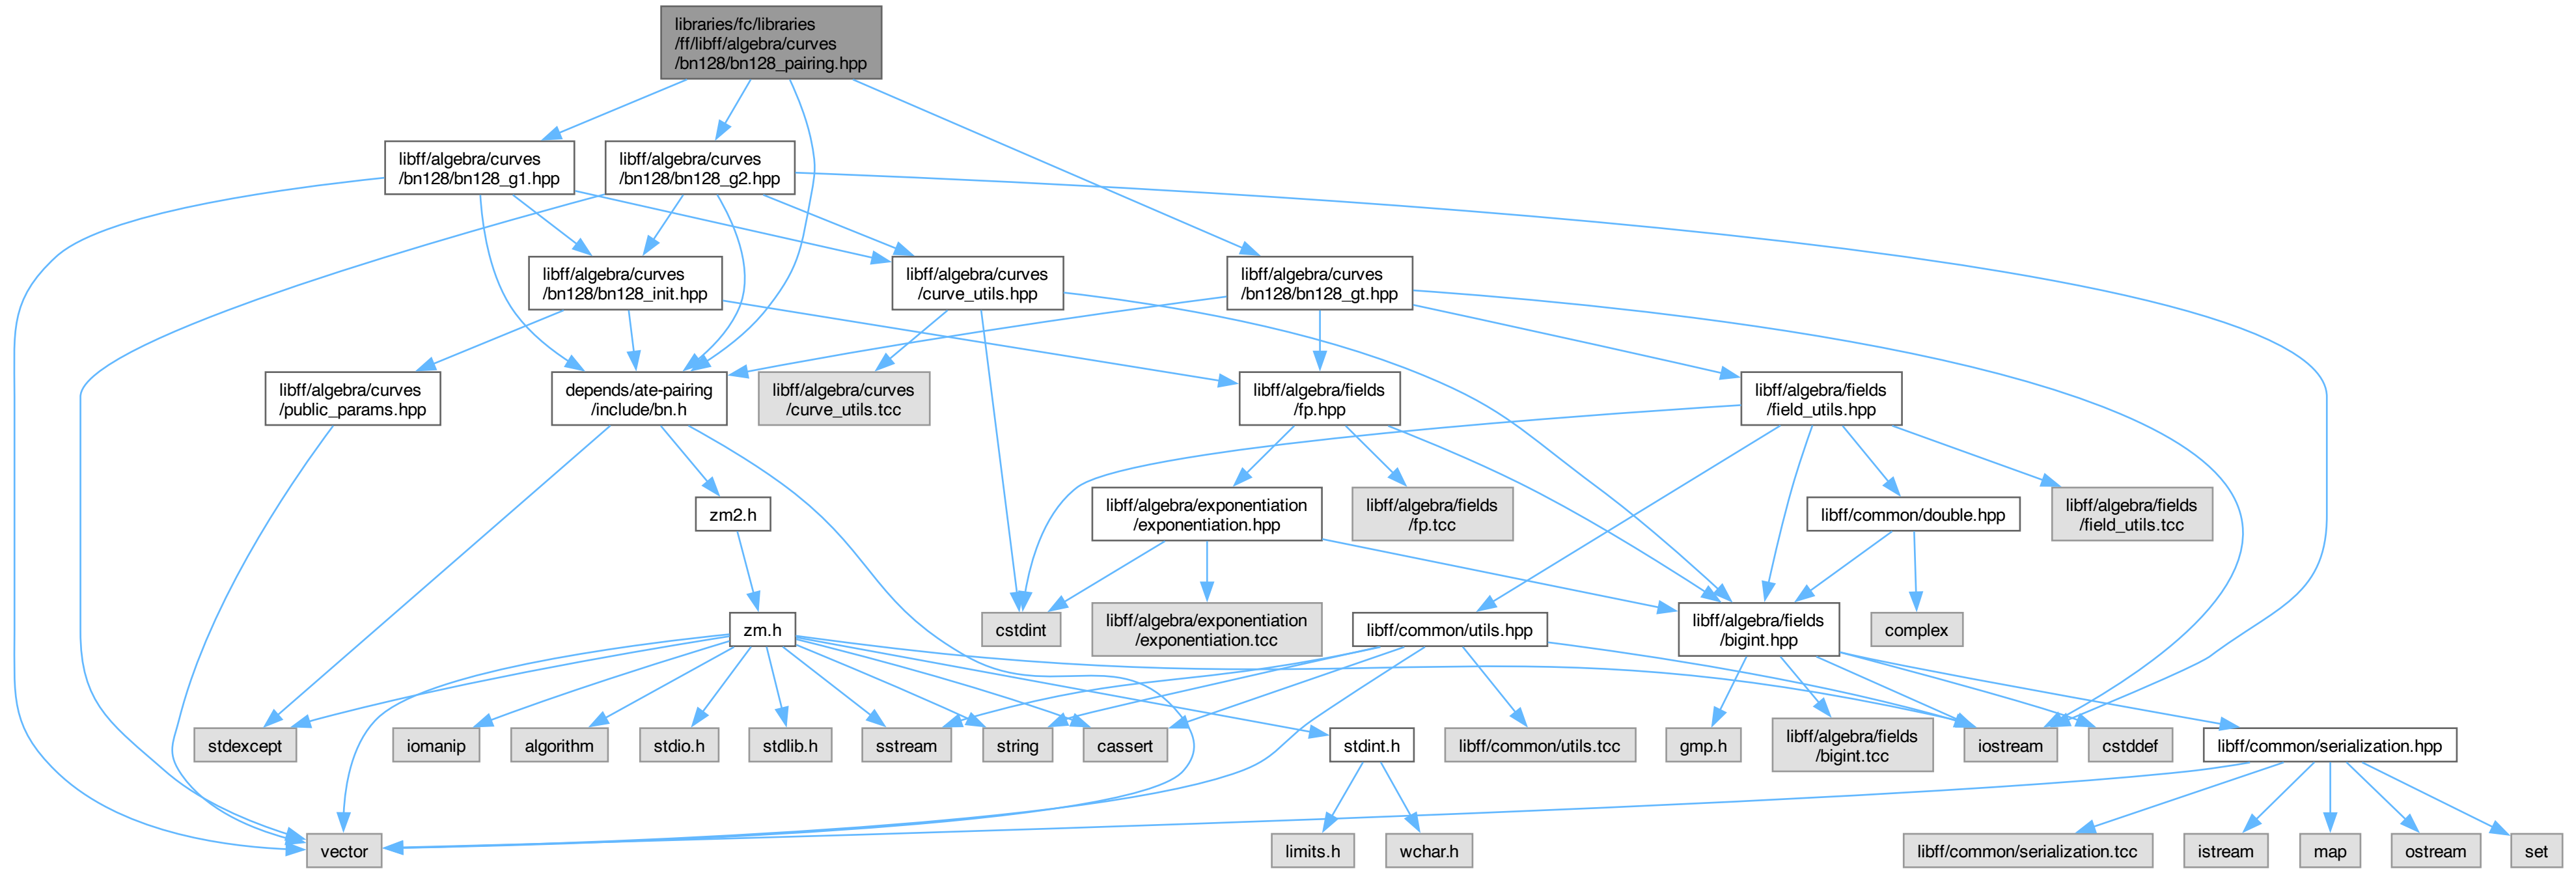 libraries/fc/libraries
/ff/libff/algebra/curves
/bn128/bn128_pairing.hpp
libff/algebra/curves
/bn128/bn128_g1.hpp
libff/algebra/curves
/bn128/bn128_g2.hpp
libff/algebra/curves
/bn128/bn128_init.hpp
libff/algebra/curves
/curve_utils.hpp
libff/algebra/curves
/bn128/bn128_gt.hpp
libff/algebra/curves
/public_params.hpp
depends/ate-pairing
/include/bn.h
libff/algebra/curves
/curve_utils.tcc
libff/algebra/fields
/fp.hpp
libff/algebra/fields
/field_utils.hpp
zm2.h
libff/algebra/exponentiation
/exponentiation.hpp
libff/algebra/fields
/fp.tcc
libff/common/double.hpp
libff/algebra/fields
/field_utils.tcc
zm.h
cstdint
libff/algebra/exponentiation
/exponentiation.tcc
libff/common/utils.hpp
libff/algebra/fields
/bigint.hpp
complex
stdexcept
iomanip
algorithm
stdio.h
stdlib.h
sstream
string
cassert
stdint.h
libff/common/utils.tcc
gmp.h
libff/algebra/fields
/bigint.tcc
iostream
cstddef
libff/common/serialization.hpp
vector
limits.h
wchar.h
libff/common/serialization.tcc
istream
map
ostream
set